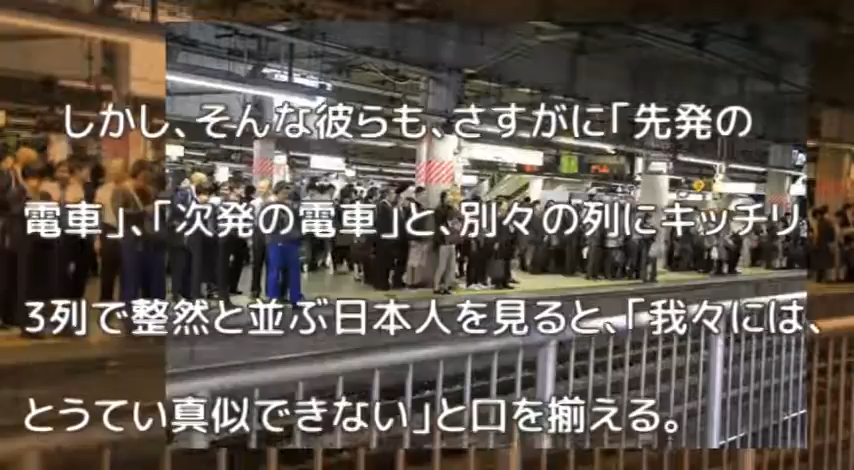 しかし、そんな彼らも、さすがに「先発の
電車」、「次発の電車」と、別々の列にキッチリ
3列で整然と並ぶ日本人を見ると、「我々には、
とうてい真似できない」と口を揃える。